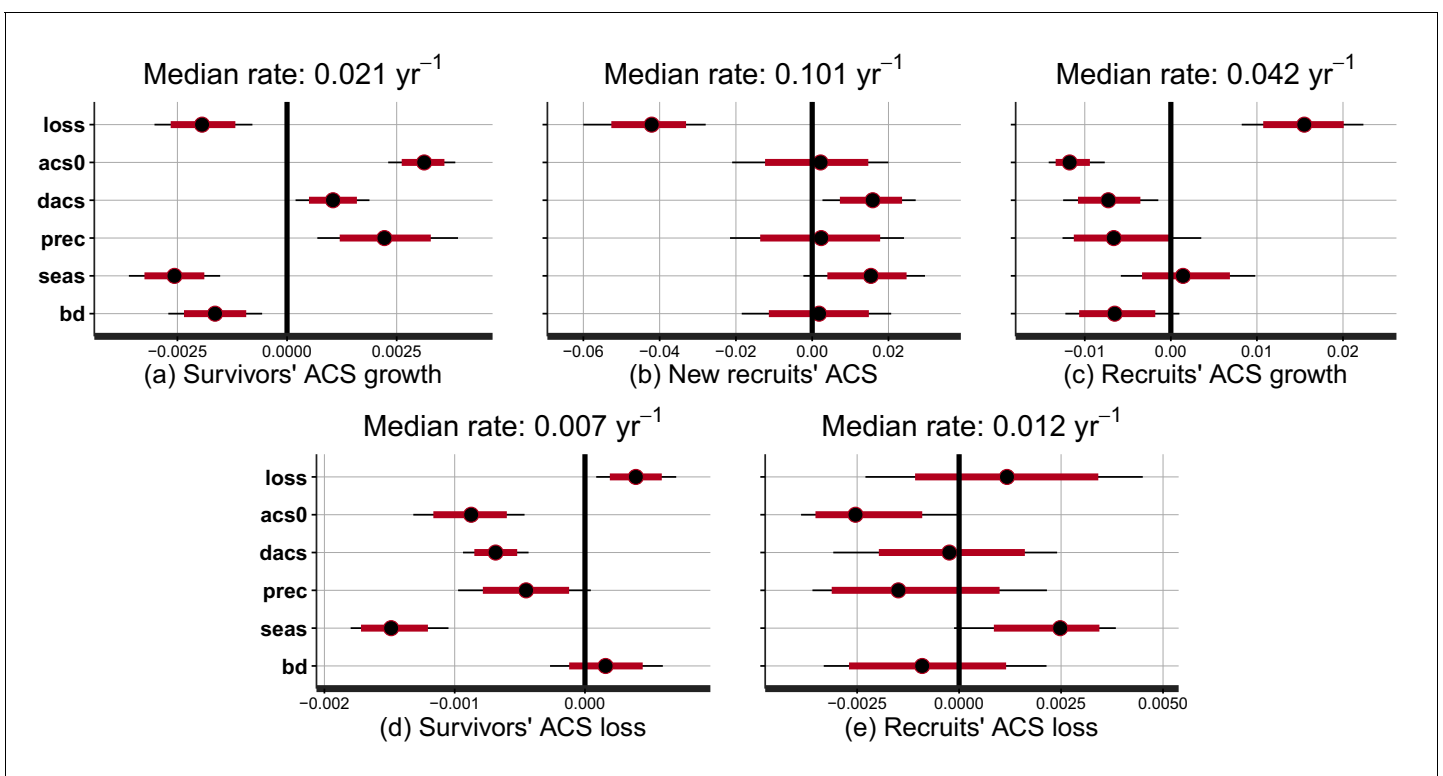 Median rate: 0.021 yr−1 Median rate: 0.101 yr−1 Median rate: 0.042 yr−1
loss
acs0
dacs
prec
seas
bd
−0.0025 0.0000 0.0025 −0.06 −0.04 −0.02 0.00 0.02 −0.01 0.00 0.01 0.02
(a) Survivors' ACS growth (b) New recruits' ACS (c) Recruits' ACS growth
Median rate: 0.007 yr−1 Median rate: 0.012 yr−1
loss
acs0
dacs
prec
seas
bd
−0.002 −0.001 0.000 −0.0025 0.0000 0.0025 0.0050
(d) Survivors' ACS loss (e) Recruits' ACS loss